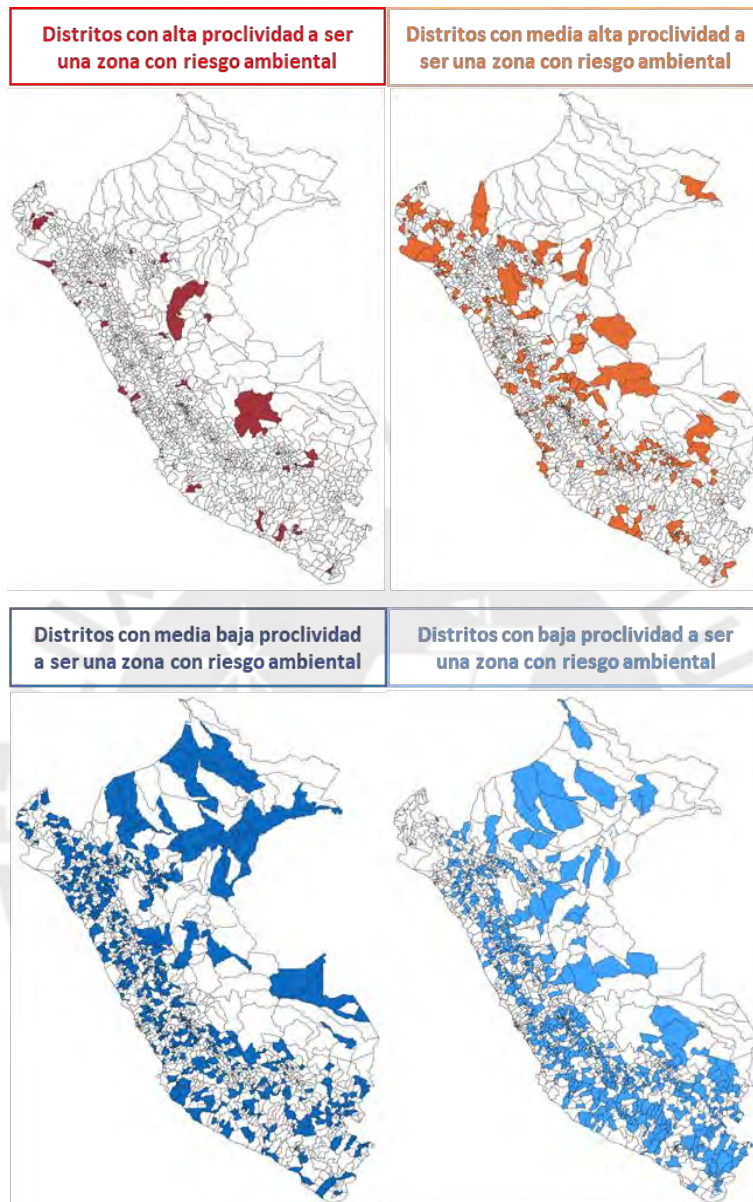 Distritos con alta proclividad a ser
una zona con riesgo ambiental
Distritos con media alta proclividad a
ser una zona con riesgo ambiental
Distritos con media baja proclividad
a ser una zona con riesgo ambiental
Distritos con baja proclividad a ser
una zona con riesgo ambiental